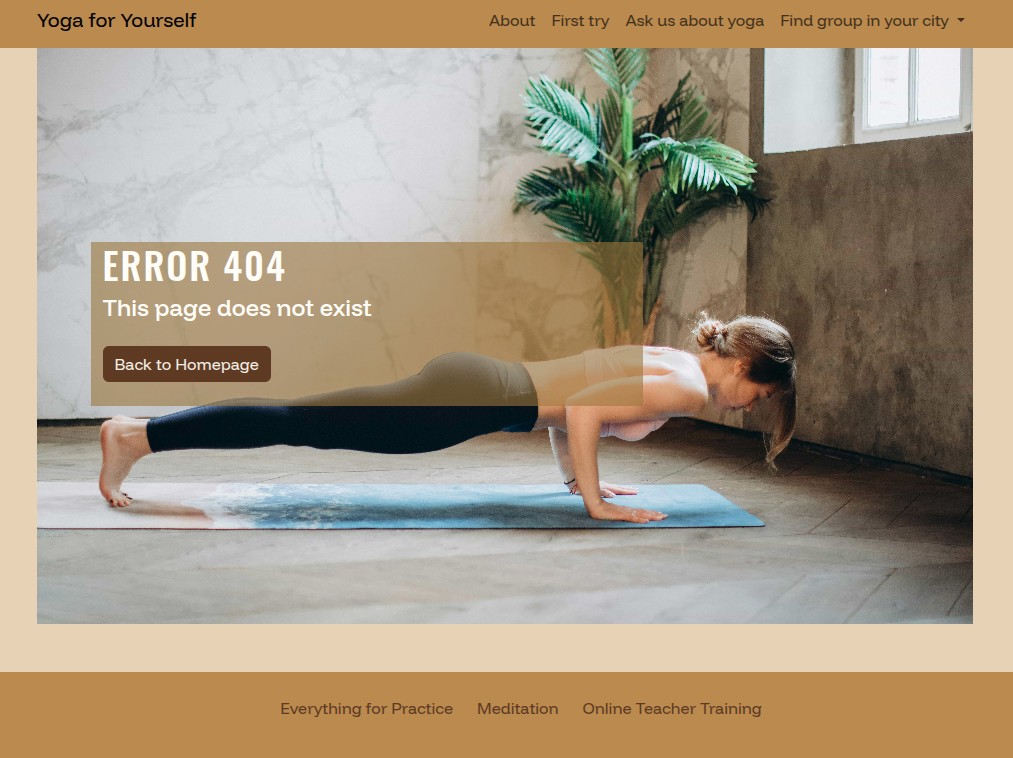 Yoga for Yourself
About First try Ask us about yoga Find group in your city
ERROR 404
This page does not exist
Back to Homepage
Everything for Practice Meditation Online Teacher Training